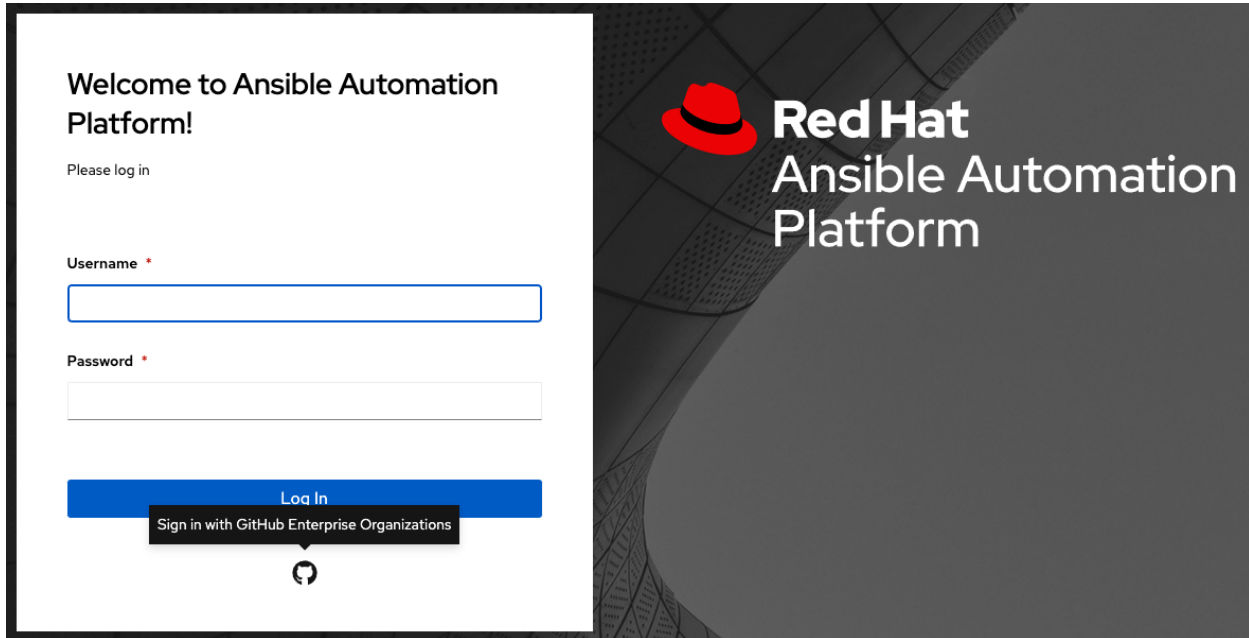 Welcome to Ansible Automation
Platform!
Please log in
Username *
Password *
Log In
Sign in with GitHub Enterprise Organizations
Red Hat
Ansible Automation
Platform